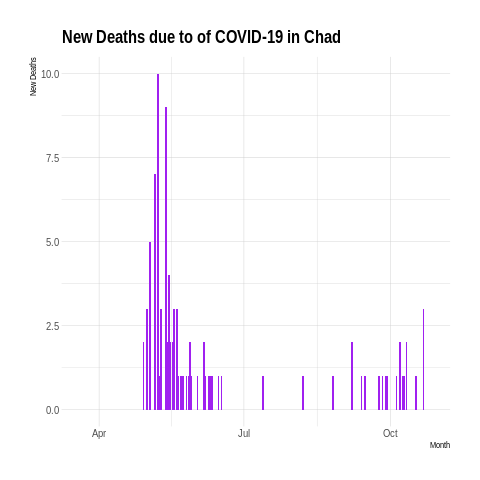 New Deaths due to of COVID-19 in Chad
New Deaths
10.0
7.5
5.0
2.5
0.0
Apr
Jul
Oct
Month